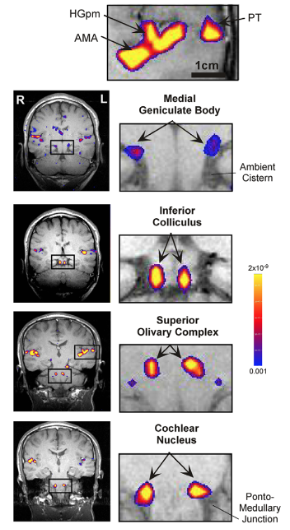 HGpm
PT
AMA
1cm
R
L
Medial
Geniculate Body
Ambient
Cistern
Inferior
Colliculus
2x10⁻⁹
0.001
Superior
Olivary Complex
Cochlear
Nucleus
Ponto-
Medullary
Junction